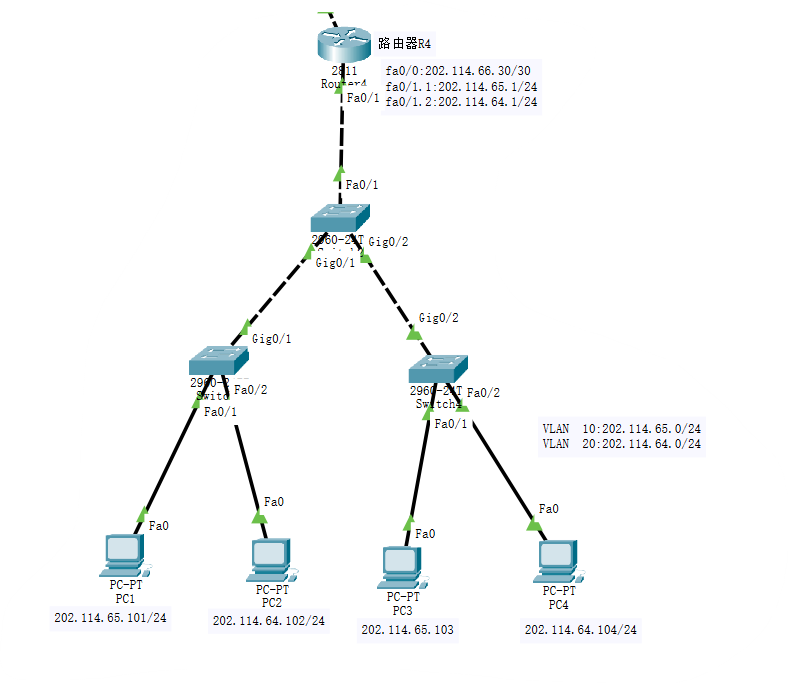 路由器R4
2811
fa0/0:202.114.66.30/30
fa0/1.1:202.114.65.1/24
fa0/1.2:202.114.64.1/24
Fa0/1
Fa0/1
Gig0/2
Gig0/1
Gig0/1
Gig0/2
Fa0/2
Fa0/1
2960-24T
Switch4
Fa0/2
Fa0/1
VLAN 10:202.114.65.0/24
VLAN 20:202.114.64.0/24
Fa0
Fa0
Fa0
Fa0
PC-PT
PC1
202.114.65.101/24
PC-PT
PC2
202.114.64.102/24
PC-PT
PC3
202.114.65.103
PC-PT
PC4
202.114.64.104/24